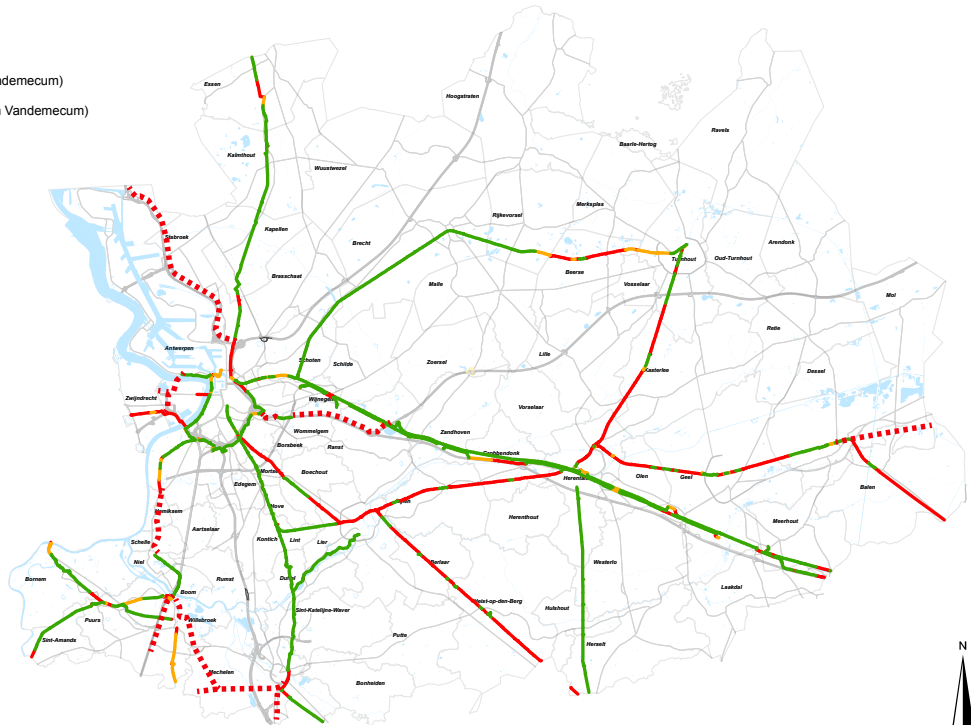 ndemecum)
n Vandemecum)
Essen
Hoogstraten
Ravels
Baarle-Hertog
Kalmthout
Wuustwezel
Merksplas
Rijkevorsel
Kapellen
Stabroek
Brecht
Arendonk
Oud-Turnhout
Turnhout
Brasschaat
Beerse
Malle
Vosselaar
Mol
Retie
Antwerpen
Schoten
Schilde
Zoersel
Lille
Kasterlee
Dessel
Zwijndrecht
Wijnegem
Vorselaar
Wommelgem
Zandhoven
Borsbeek
Ranst
Grobbendonk
Mortsel
Boechout
Herentals
Olen
Geel
Edegem
Balen
Hemiksem
Hove
Aartselaar
Herenthout
Meerhout
Kontich
Lint
Lier
Schelle
Niel
Berlaar
Westerlo
Bornem
Rumst
Duffel
Laakdal
Boom
Heist-op-den-Berg
Hulshout
Puurs
Willebroek
Sint-Katelijne-Waver
Sint-Amands
Putte
Herselt
Mechelen
Bonheiden
N